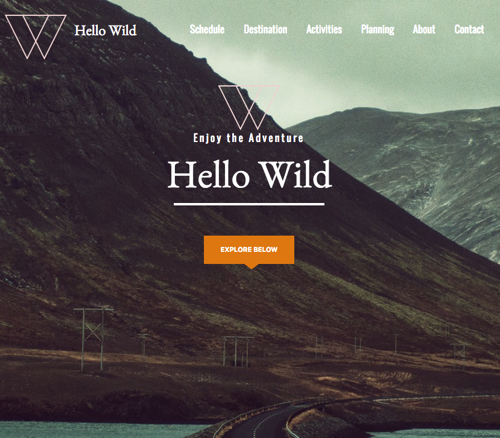 Hello Wild
Schedule Destination Activities Planning About Contact
Enjoy the Adventure
Hello Wild
EXPLORE BELOW